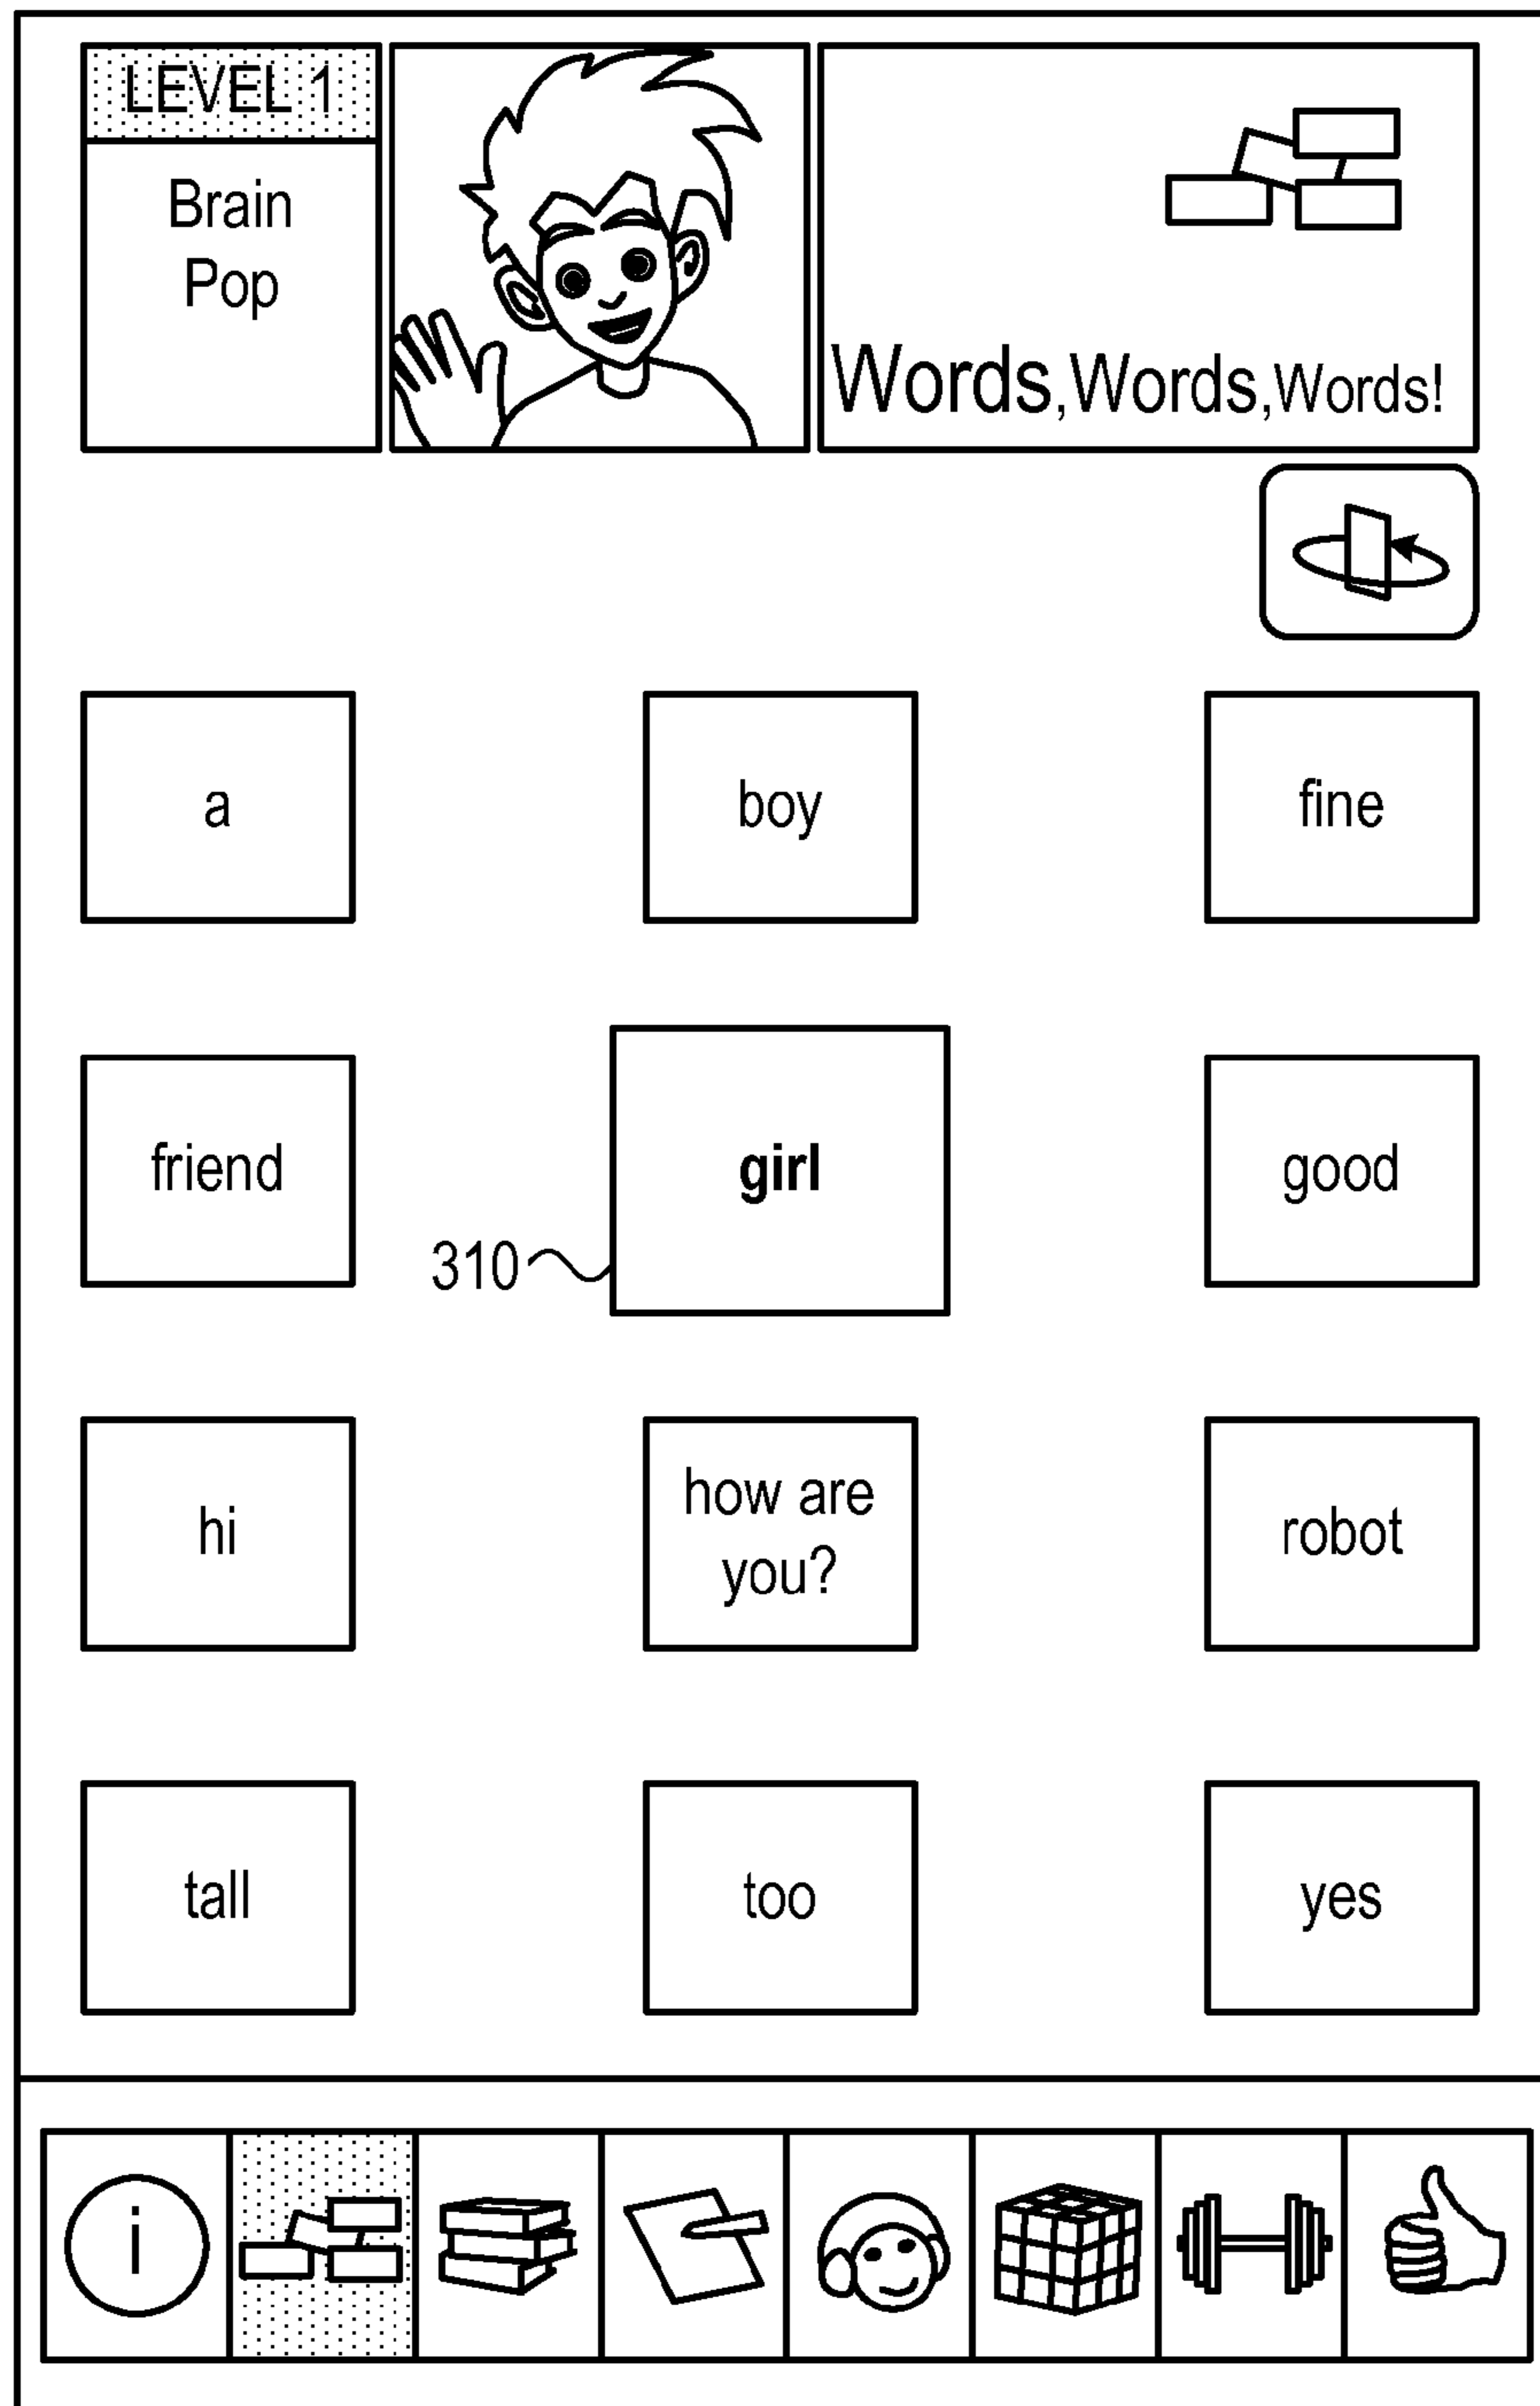 LEVEL 1
Brain
Pop
Words, Words, Words!
a
boy
fine
friend
girl
good
310
hi
how are
you?
robot
tall
too
yes
i